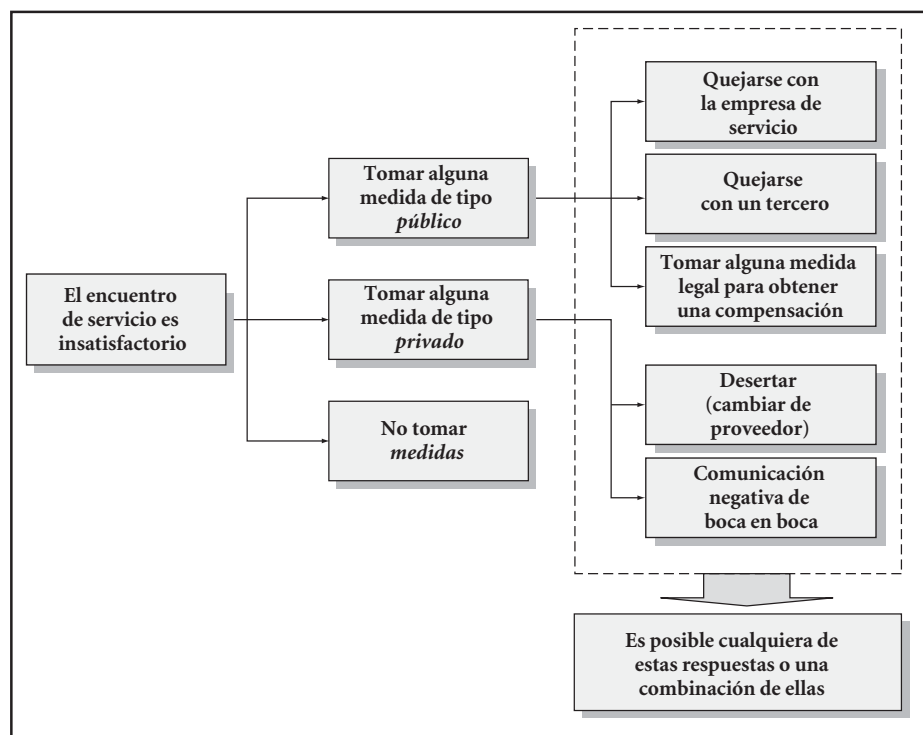 El encuentro
de servicio es
insatisfactorio
Tomar alguna
medida de tipo
público
Tomar alguna
medida de tipo
privado
No tomar
medidas
Quejarse con
la empresa de
servicio
Quejarse
con un tercero
Tomar alguna medida
legal para obtener
una compensación
Desertar
(cambiar de
proveedor)
Comunicación
negativa de
boca en boca
Es posible cualquiera de
estas respuestas o una
combinación de ellas